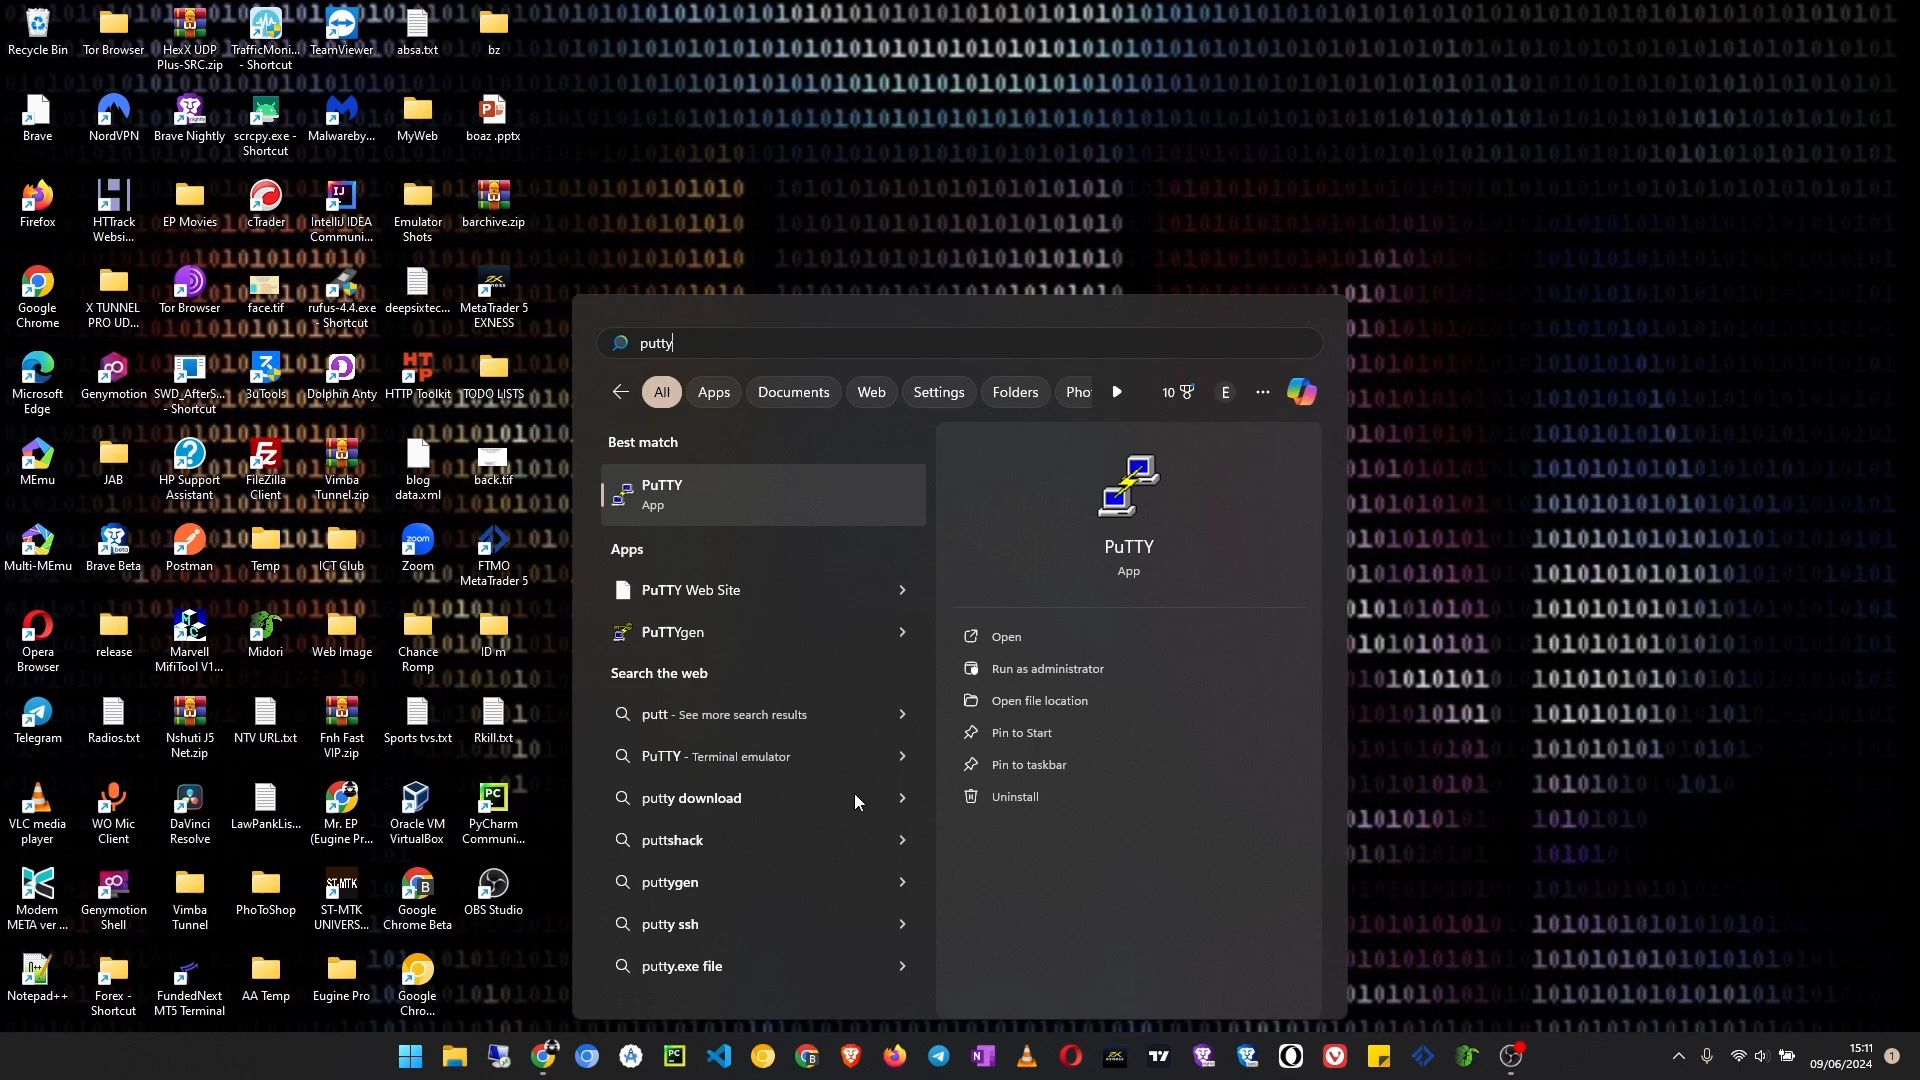 Recycle Bin
Tor Browser
HexX UDP
Plus-SRC.zip
TrafficMoni...
- Shortcut
TeamViewer
absa.txt
bz
Brave
NordVPN
Brave Nightly
scrcpy.exe -
Shortcut
Malwareby...
MyWeb
boaz .pptx
Firefox
HTTrack
Websi...
EP Movies
cTrader
IntelliJ IDEA
Communi...
Emulator
Shots
barchive.zip
Google
Chrome
X TUNNEL
PRO UD...
Tor Browser
face.tif
rufus-4.4.exe
- Shortcut
deepsixtec...
MetaTrader 5
EXNESS
Microsoft
Edge
Genymotion
SWD_AfterS...
- Shortcut
3uTools
Dolphin Anty
HTTP Toolkit
TODO LISTS
MEmu
JAB
HP Support
Assistant
FileZilla
Client
Vimba
Tunnel.zip
blog
data.xml
back.tif
Multi-MEmu
Brave Beta
Postman
Temp
ICT Club
Zoom
FTMO
MetaTrader 5
Opera
Browser
release
Marvell
MifiTool V1...
Midori
Web Image
Chance
Romp
ID m
Telegram
Radios.txt
Nshuti J5
Net.zip
NTV URL.txt
Fnh Fast
VIP.zip
Sports tvs.txt
Rkill.txt
VLC media
player
WO Mic
Client
DaVinci
Resolve
LawPankLis...
Mr. EP
(Eugine Pr...
Oracle VM
VirtualBox
PyCharm
Communi...
Modem
META ver ...
Genymotion
Shell
Vimba
Tunnel
PhoToShop
ST-MTK
UNIVERS...
Google
Chrome Beta
OBS Studio
Notepad++
Forex -
Shortcut
FundedNext
MT5 Terminal
AA Temp
Eugine Pro
Google
Chro...
putty
All
Apps
Documents
Web
Settings
Folders
Pho
10
E
Best match
PuTTY
App
Apps
PuTTY Web Site
PuTTYgen
Search the web
putt - See more search results
PuTTY - Terminal emulator
putty download
puttshack
puttygen
putty ssh
putty.exe file
PuTTY
App
Open
Run as administrator
Open file location
Pin to Start
Pin to taskbar
Uninstall
15:11
09/06/2024
1